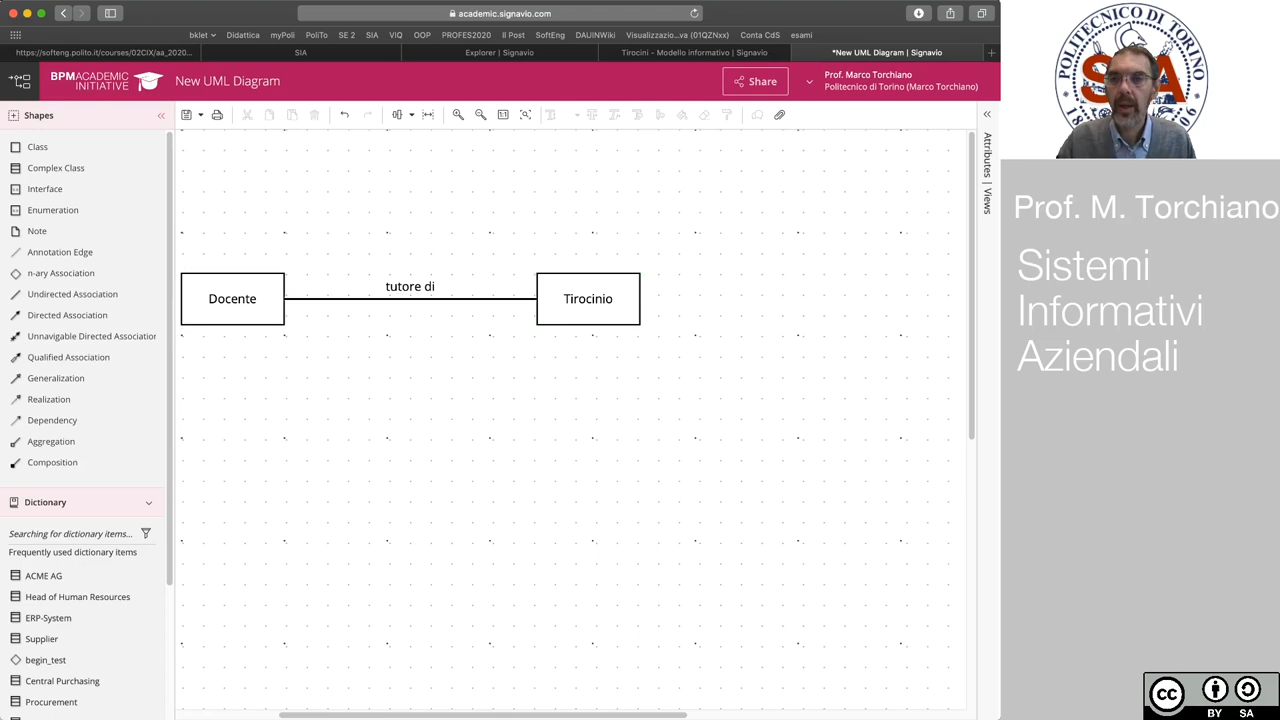 academic.signavio.com
bklet
Didattica
myPoli
PoliTo
SE 2
SIA
VIQ
OOP
PROFES2020
Il Post
SoftEng
DAUINWiki
Visualizzazio...va (01QZNxx)
Conta CdS
esami
https://softeng.polito.it/courses/02CIX/aa_2020...
SIA
Explorer | Signavio
Tirocini - Modello informativo | Signavio
*New UML Diagram | Signavio
BPMACADEMIC
INITIATIVE
New UML Diagram
Share
Prof. Marco Torchiano
Politecnico di Torino (Marco Torchiano)
Shapes
Class
Complex Class
Interface
Enumeration
Note
Annotation Edge
n-ary Association
Undirected Association
Directed Association
Unnavigable Directed Association
Qualified Association
Generalization
Realization
Dependency
Aggregation
Composition
Dictionary
Searching for dictionary items...
Frequently used dictionary items
ACME AG
Head of Human Resources
ERP-System
Supplier
begin_test
Central Purchasing
Procurement
Docente
tutore di
Tirocinio
Attributes | Views
POLITECNICO DI TORINO
Prof. M. Torchiano
Sistemi
Informativi
Aziendali
cc
BY SA